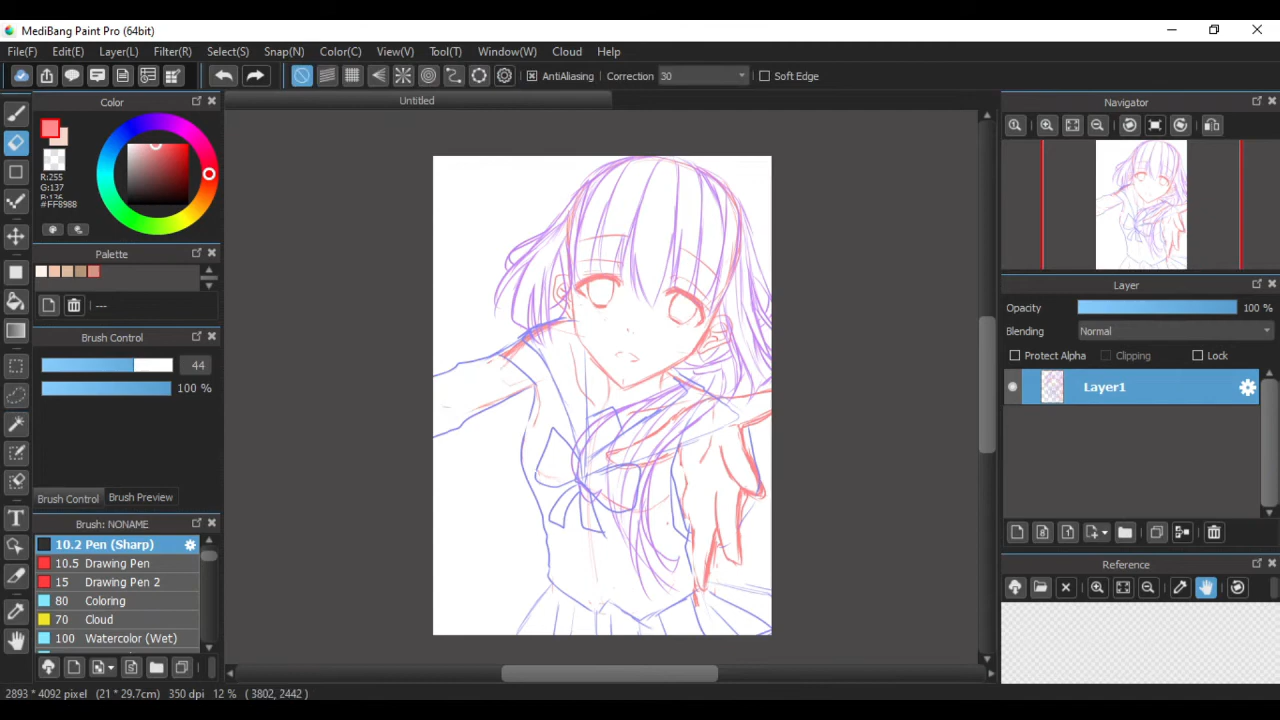 MediBang Paint Pro (64bit)
File(F) Edit(E) Layer(L) Filter(R) Select(S) Snap(N) Color(C) View(V) Tool(T) Window(W) Cloud Help
AntiAliasing Correction 30 Soft Edge
Untitled
Color
R:255
G:137
B:136
#FF8988
Palette
---
Brush Control
44
100 %
Brush Control Brush Preview
Brush: NONAME
10.2 Pen (Sharp)
10.5 Drawing Pen
15 Drawing Pen 2
80 Coloring
70 Cloud
100 Watercolor (Wet)
Navigator
Layer
Opacity 100 %
Blending Normal
Protect Alpha Clipping Lock
Layer1
Reference
2893 * 4092 pixel (21 * 29.7cm) 350 dpi 12 % ( 3802, 2442 )